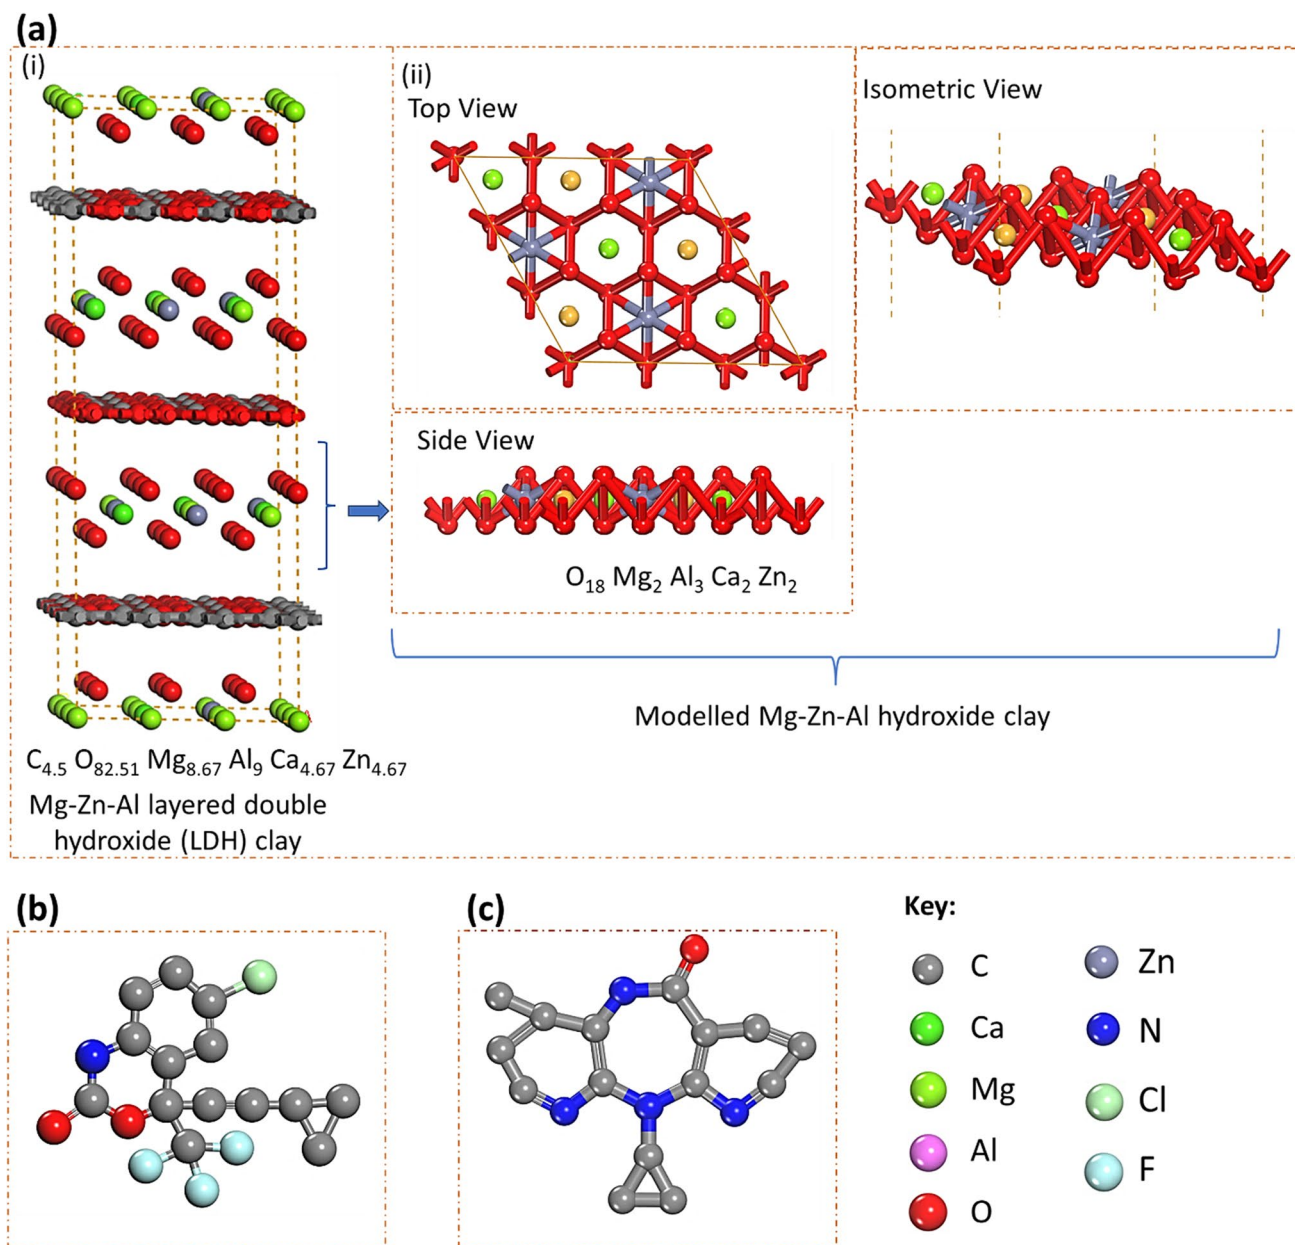 (a)
(i)
(ii)
Top View
Isometric View
Side View
O18 Mg2 Al3 Ca2 Zn2
Modelled Mg-Zn-Al hydroxide clay
C4.5 O82.51 Mg8.67 Al9 Ca4.67 Zn4.67
Mg-Zn-Al layered double
hydroxide (LDH) clay
(b)
(c)
Key:
C
Ca
Mg
Al
O
Zn
N
Cl
F